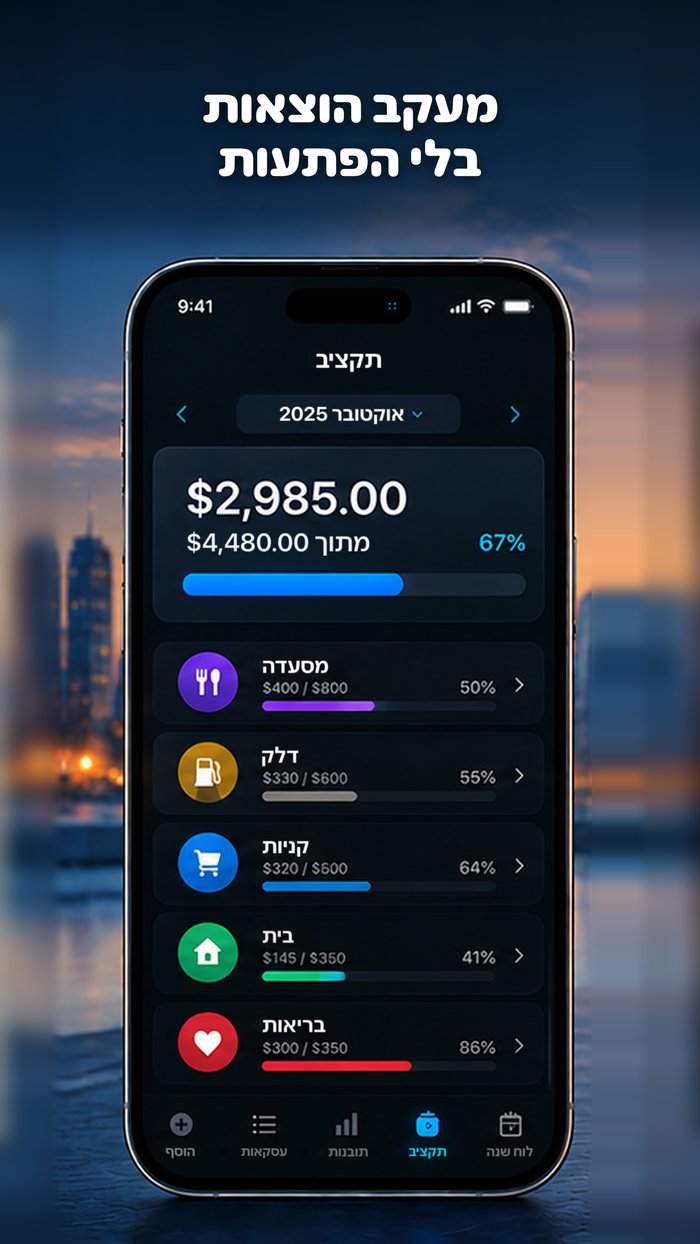 מעקב הוצאות
בלי הפתעות
9:41
תקציב
אוקטובר 2025
$2,985.00
מתוך $4,480.00
67%
מסעדה
$400 / $800
50%
דלק
$330 / $600
55%
קניות
$320 / $600
64%
בית
$145 / $350
41%
בריאות
$300 / $350
86%
הוסף
עסקאות
תובנות
תקציב
לוח שנה